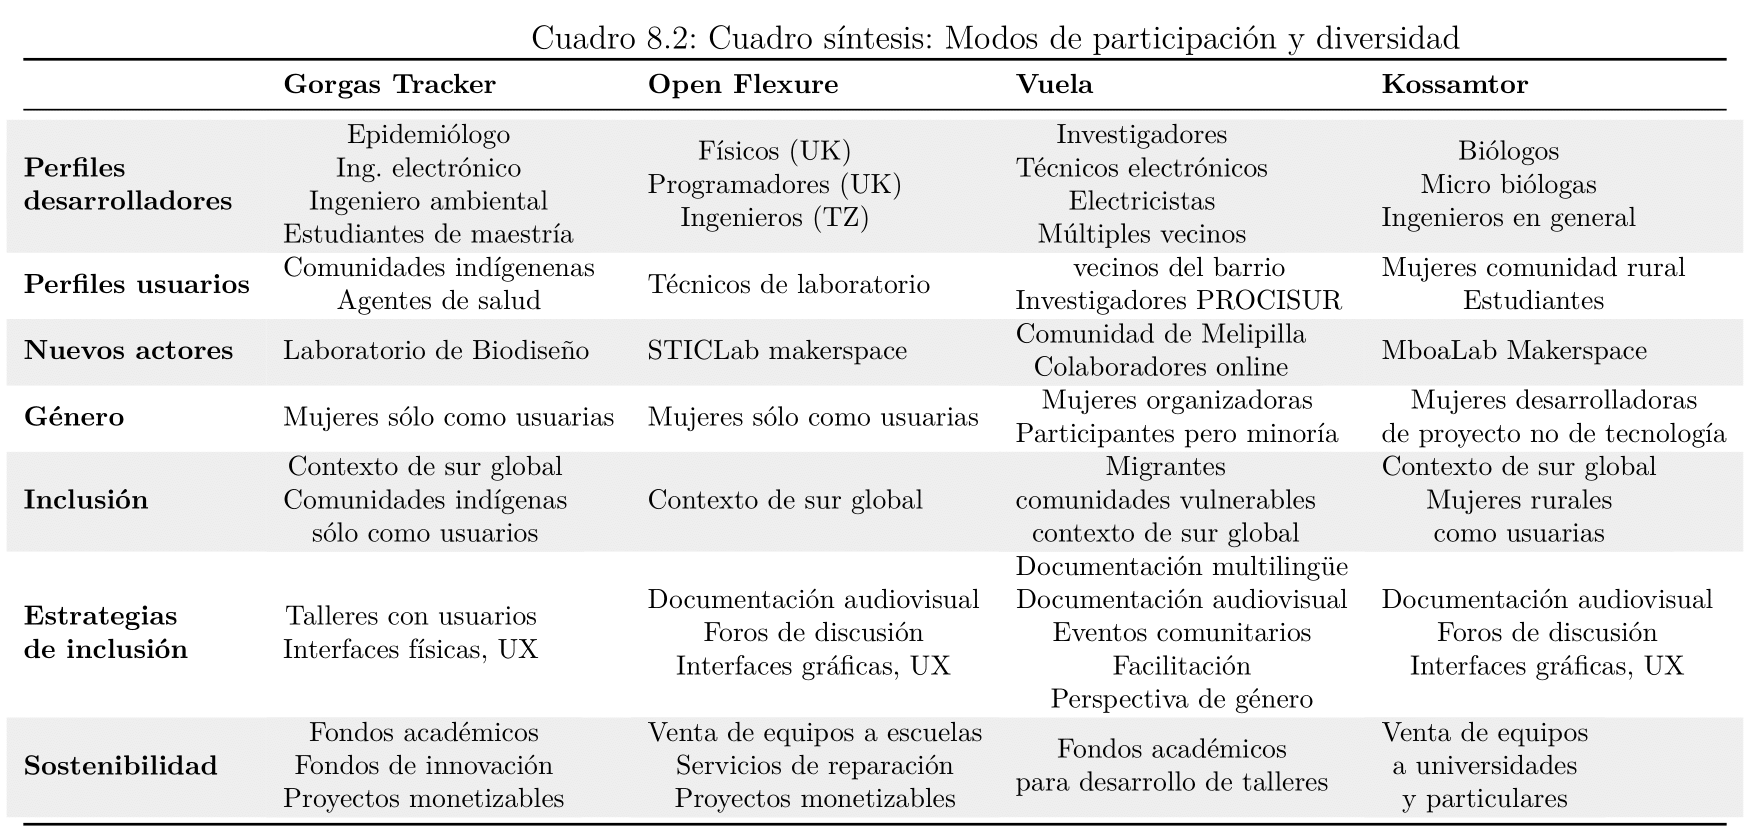 Cuadro 8.2: Cuadro síntesis: Modos de participación y diversidad
Gorgas Tracker
Open Flexure
Vuela
Kossamtor
Perfiles
desarrolladores
Epidemiólogo
Ing. electrónico
Ingeniero ambiental
Estudiantes de maestría
Físicos (UK)
Programadores (UK)
Ingenieros (TZ)
Investigadores
Técnicos electrónicos
Electricistas
Múltiples vecinos
Biólogos
Micro biólogas
Ingenieros en general
Perfiles usuarios
Comunidades indígenenas
Agentes de salud
Técnicos de laboratorio
vecinos del barrio
Investigadores PROCISUR
Mujeres comunidad rural
Estudiantes
Nuevos actores
Laboratorio de Biodiseño
STICLab makerspace
Comunidad de Melipilla
Colaboradores online
MboaLab Makerspace
Género
Mujeres sólo como usuarias
Mujeres sólo como usuarias
Mujeres organizadoras
Participantes pero minoría
Mujeres desarrolladoras
de proyecto no de tecnología
Inclusión
Contexto de sur global
Comunidades indígenas
sólo como usuarios
Contexto de sur global
Migrantes
comunidades vulnerables
contexto de sur global
Contexto de sur global
Mujeres rurales
como usuarias
Estrategias
de inclusión
Talleres con usuarios
Interfaces físicas, UX
Documentación audiovisual
Foros de discusión
Interfaces gráficas, UX
Documentación multilingüe
Documentación audiovisual
Eventos comunitarios
Facilitación
Perspectiva de género
Documentación audiovisual
Foros de discusión
Interfaces gráficas, UX
Sostenibilidad
Fondos académicos
Fondos de innovación
Proyectos monetizables
Venta de equipos a escuelas
Servicios de reparación
Proyectos monetizables
Fondos académicos
para desarrollo de talleres
Venta de equipos
a universidades
y particulares